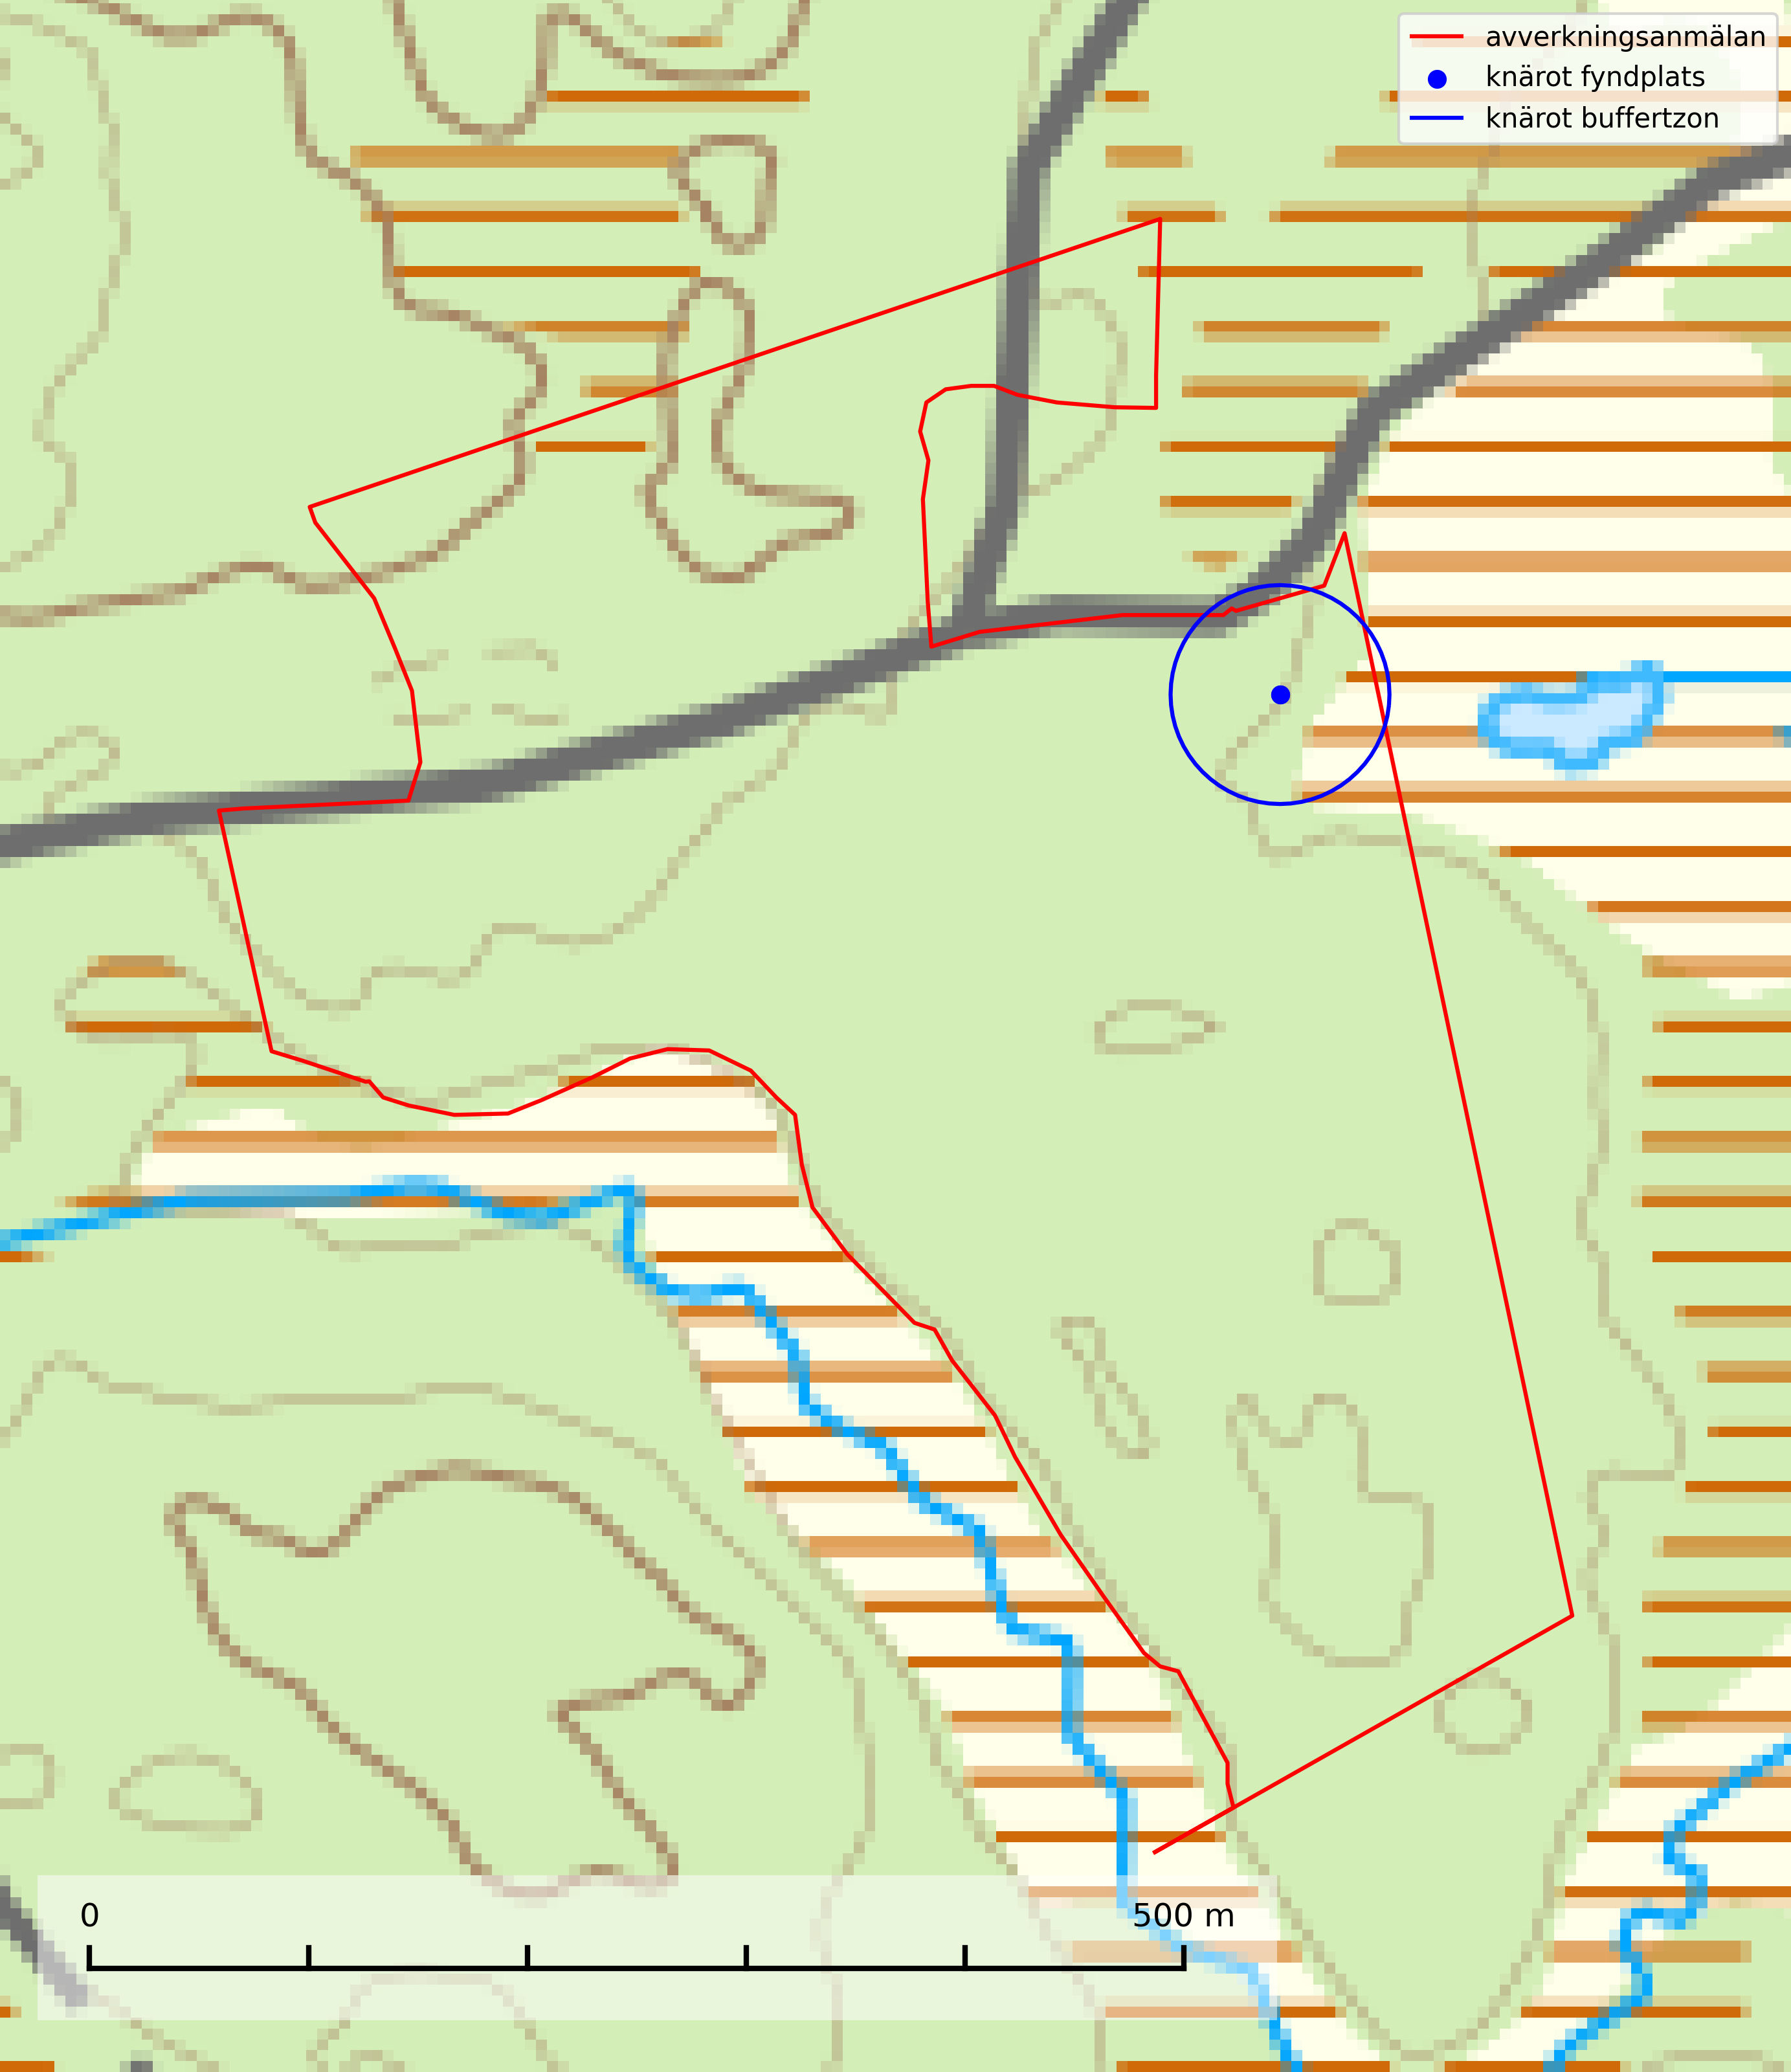 avverkningsanmälan
knärot fyndplats
knärot buffertzon
0
500 m